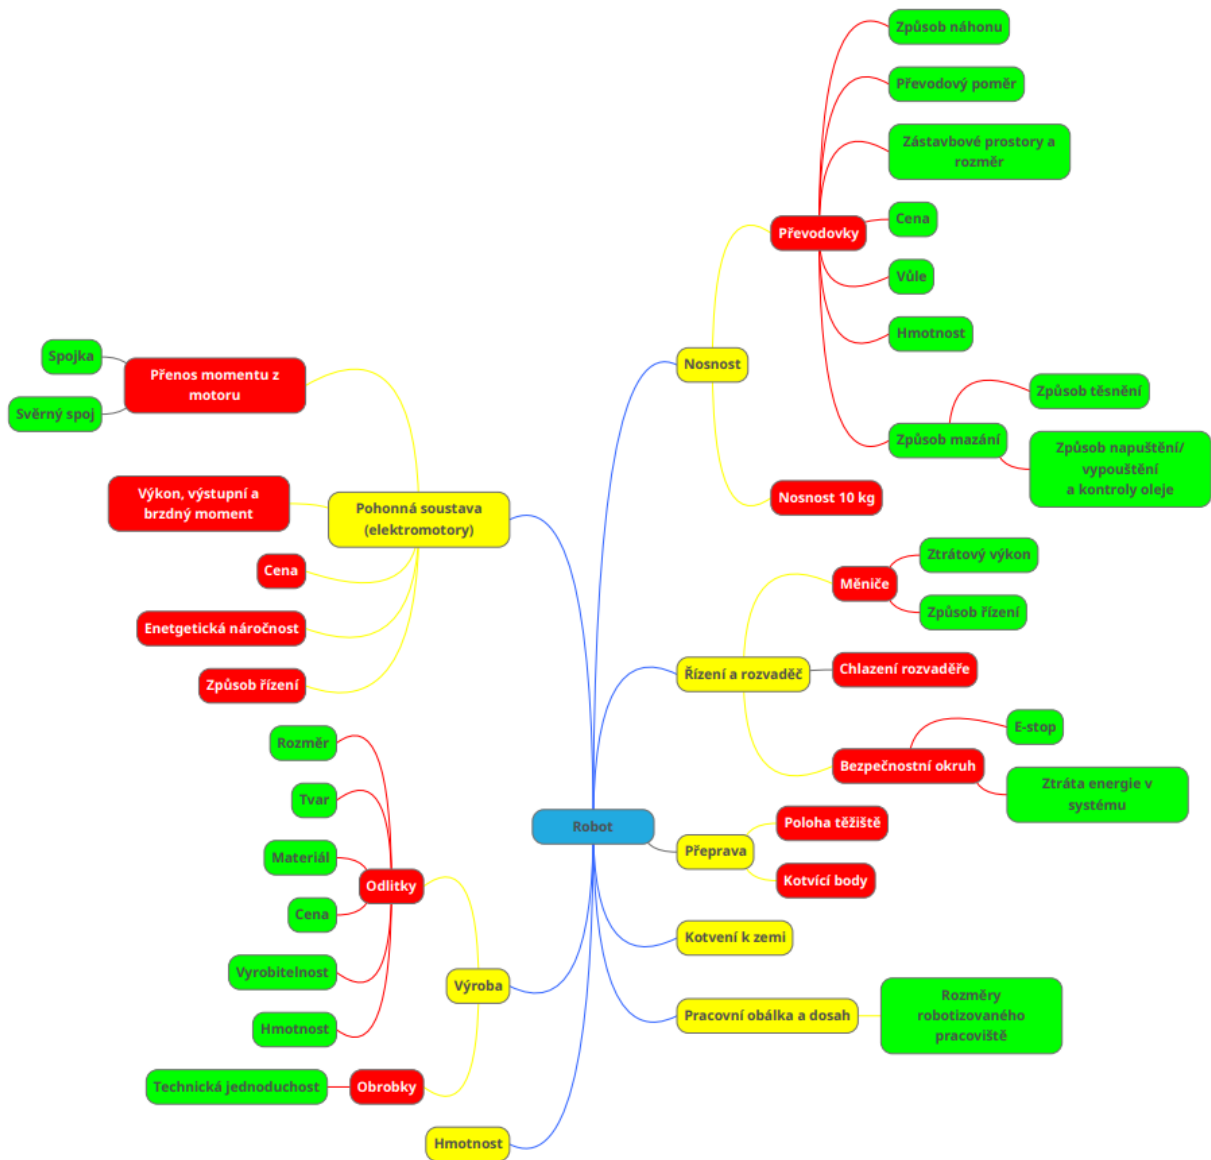 Způsob náhonu
Převodový poměr
Zástavbové prostory a
rozměr
Cena
Převodovky
Vůle
Hmotnost
Nosnost
Způsob těsnění
Způsob mazání
Způsob napuštění/
vypouštění
a kontroly oleje
Nosnost 10 kg
Spojka
Přenos momentu z
motoru
Svěrný spoj
Výkon, výstupní a
brzdný moment
Pohonná soustava
(elektromotory)
Cena
Enetgetická náročnost
Způsob řízení
Ztrátový výkon
Měniče
Způsob řízení
Řízení a rozvaděč
Chlazení rozvaděře
E-stop
Bezpečnostní okruh
Ztráta energie v
systému
Robot
Poloha těžiště
Přeprava
Kotvící body
Kotvení k zemi
Pracovní obálka a dosah
Rozměry
robotizovaného
pracoviště
Rozměr
Tvar
Materiál
Odlitky
Cena
Vyrobitelnost
Výroba
Hmotnost
Technická jednoduchost
Obrobky
Hmotnost